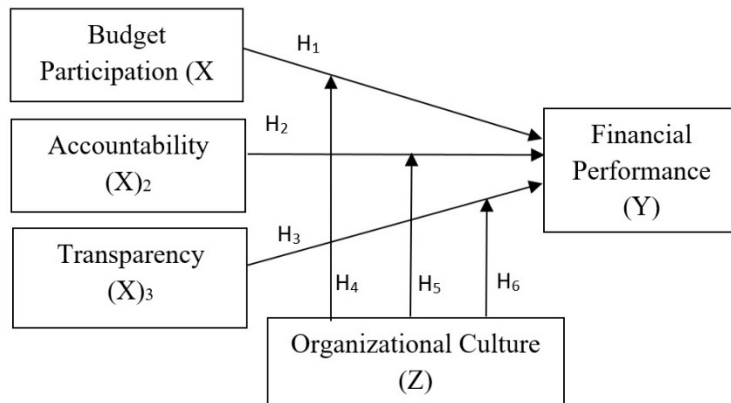 Budget
Participation (X
H₁
Accountability
(X)₂
H₂
Financial
Performance
(Y)
Transparency
(X)₃
H₃
H₄
H₅
H₆
Organizational Culture
(Z)